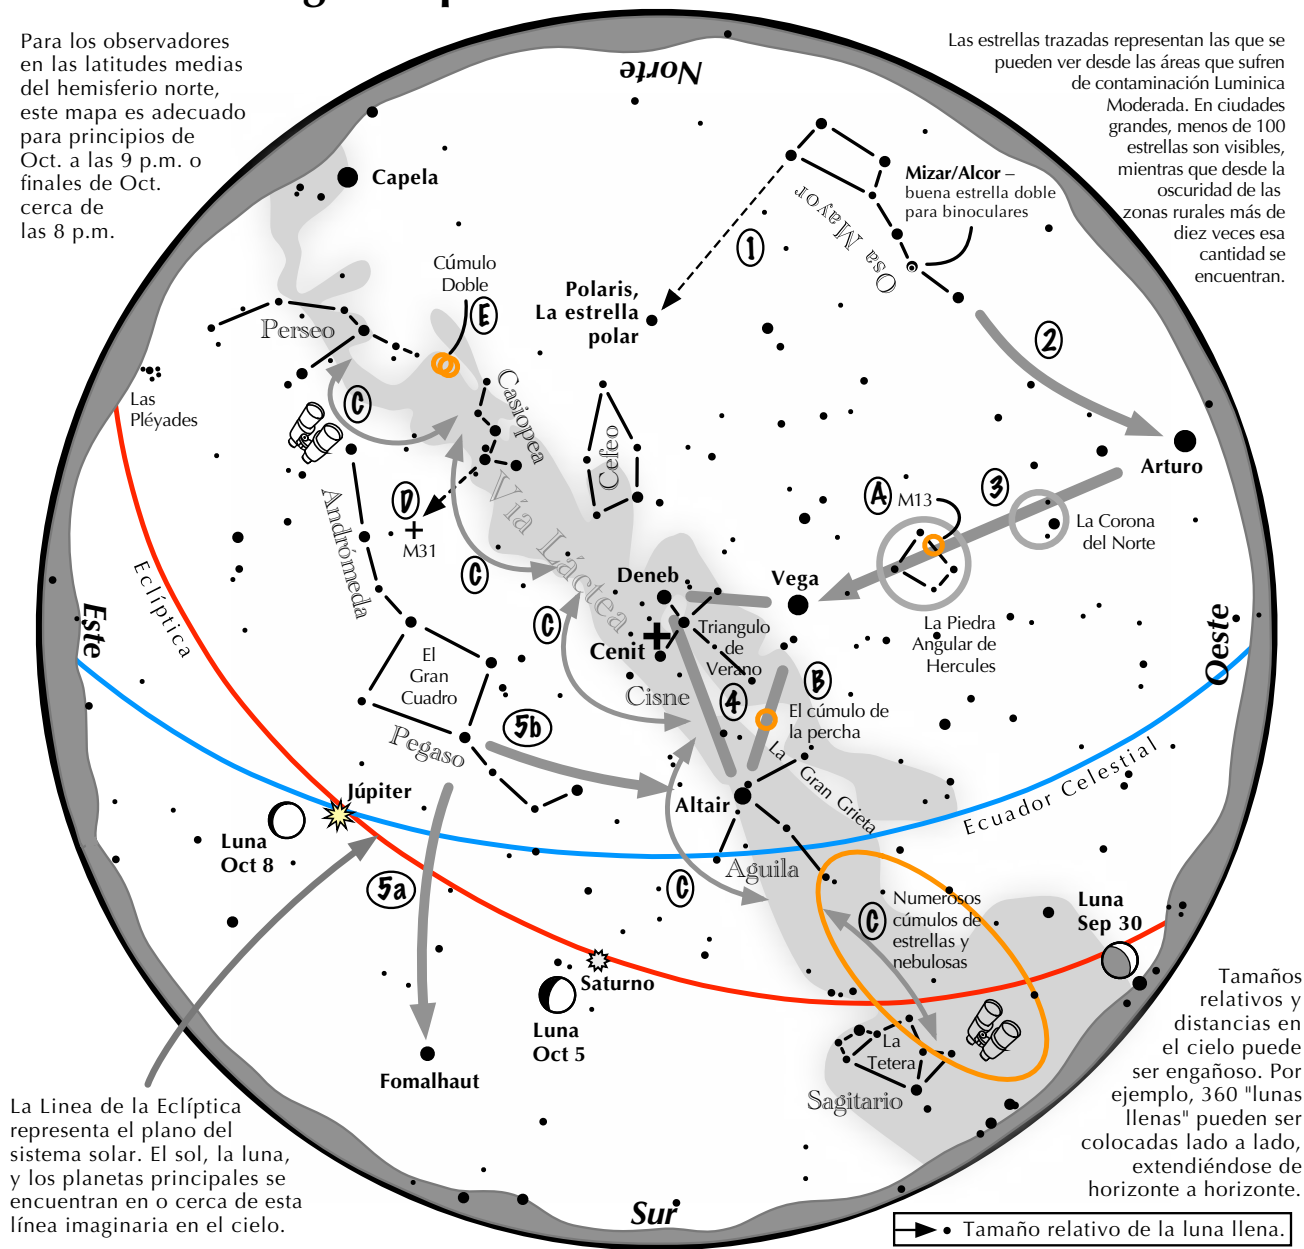 Para los observadores
en las latitudes medias
del hemisferio norte,
este mapa es adecuado
para principios de
Oct. a las 9 p.m. o
finales de Oct.
cerca de
las 8 p.m.
Las estrellas trazadas representan las que se
pueden ver desde las áreas que sufren
de contaminación Luminica
Moderada. En ciudades
grandes, menos de 100
estrellas son visibles,
mientras que desde la
oscuridad de las
zonas rurales más de
diez veces esa
cantidad se
encuentran.
Norte
Capela
Mizar/Alcor –
buena estrella doble
para binoculares
Osa Mayor
1
Cúmulo
Doble
E
Polaris,
La estrella
polar
Perseo
2
Las
Pléyades
C
Casiopea
Cefeo
Arturo
Andrómeda
D
M31
Vía Láctea
A
M13
3
La Corona
del Norte
Eclíptica
C
Deneb
Vega
Este
C
Cenit
Triangulo
de
Verano
La Piedra
Angular de
Hercules
Oeste
El
Gran
Cuadro
Cisne
4
B
El cúmulo de
la percha
Pegaso
5b
La Gran Grieta
Júpiter
Altair
Ecuador Celestial
Luna
Oct 8
Aguila
5a
C
C
Numerosos
cúmulos de
estrellas y
nebulosas
Luna
Sep 30
Saturno
Luna
Oct 5
La
Tetera
Fomalhaut
Sagitario
Tamaños
relativos y
distancias en
el cielo puede
ser engañoso. Por
ejemplo, 360 "lunas
llenas" pueden ser
colocadas lado a lado,
extendiéndose de
horizonte a horizonte.
La Linea de la Eclíptica
representa el plano del
sistema solar. El sol, la luna,
y los planetas principales se
encuentran en o cerca de esta
línea imaginaria en el cielo.
Sur
Tamaño relativo de la luna llena.